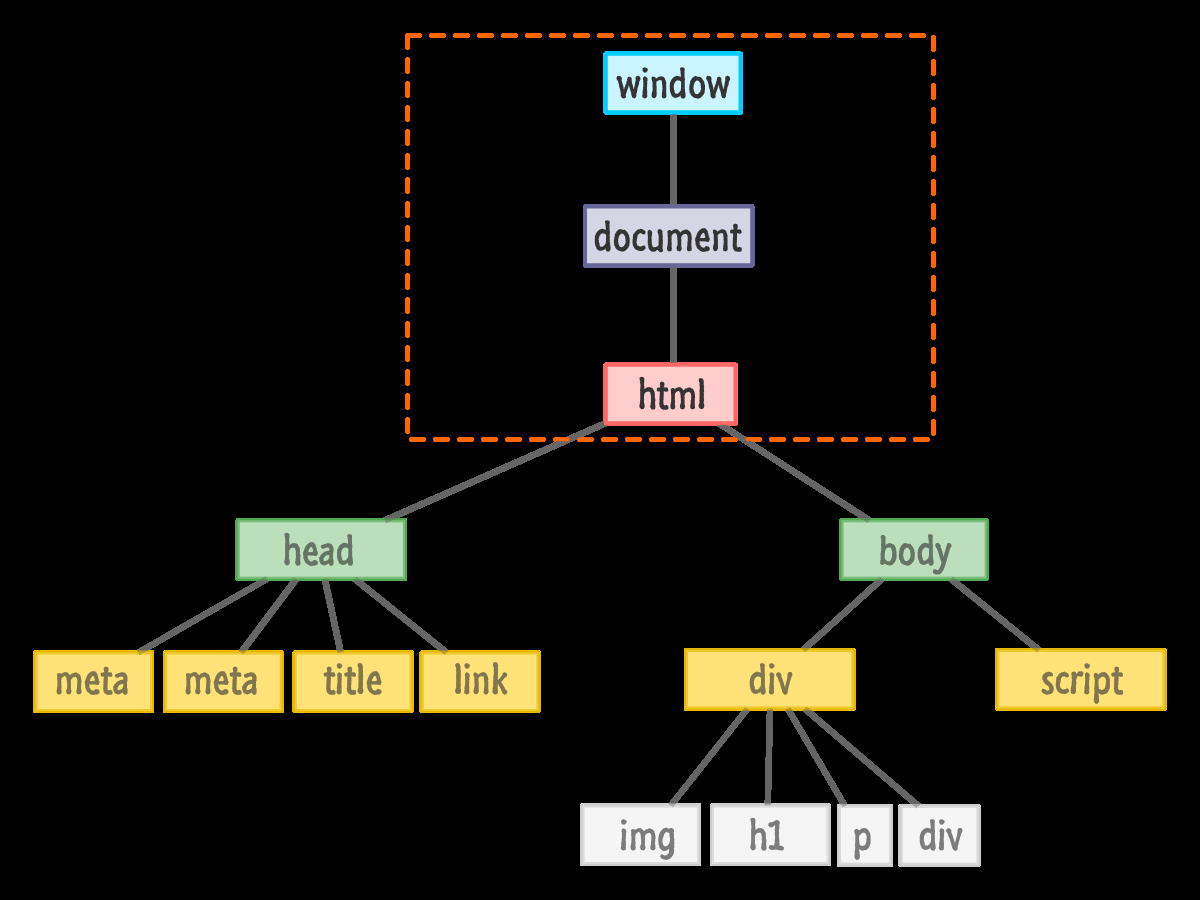 window
document
html
head
body
meta
meta
title
link
div
script
img
h1
p
div